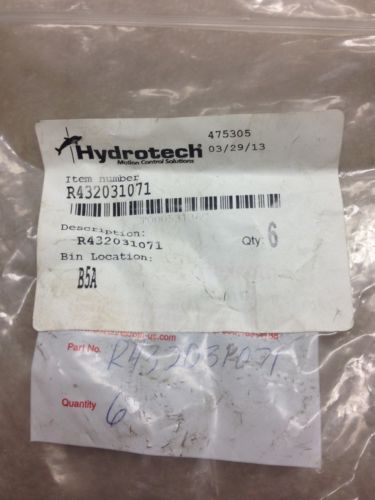 Hydrotech
Motion Control Solutions
475305
03/29/13
Item number
R432031071
Description:
R432031071
Qty: 6
Bin Location:
B5A
Part No. R432031071
Quantity 6